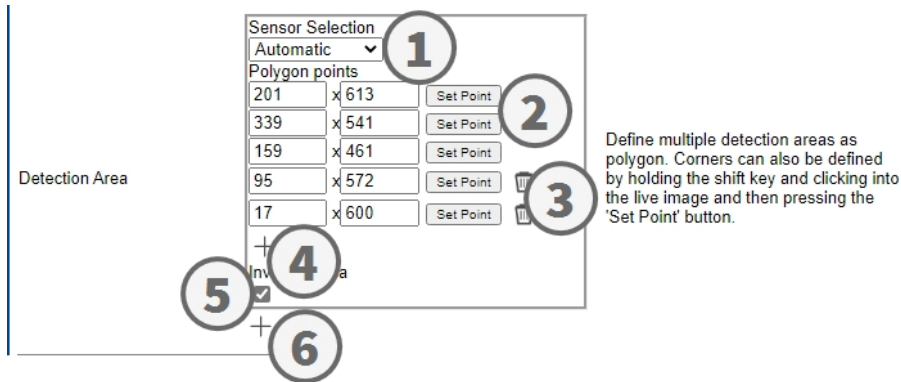 Sensor Selection
Automatic
1
Polygon points
201 x 613 Set Point
2
339 x 541 Set Point
159 x 461 Set Point
95 x 572 Set Point
3
17 x 600 Set Point
Detection Area
Define multiple detection areas as
polygon. Corners can also be defined
by holding the shift key and clicking into
the live image and then pressing the
'Set Point' button.
+
4
5
+
6